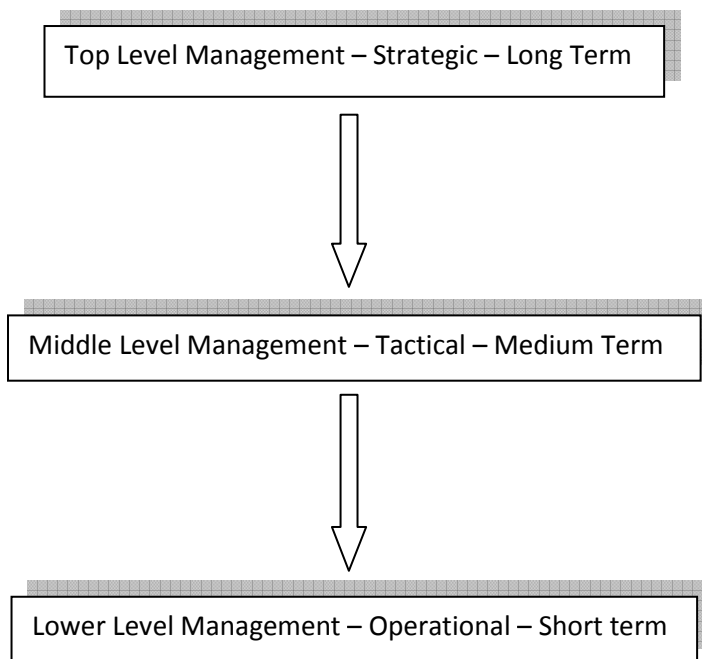 Top Level Management – Strategic – Long Term
Middle Level Management – Tactical – Medium Term
Lower Level Management – Operational – Short term